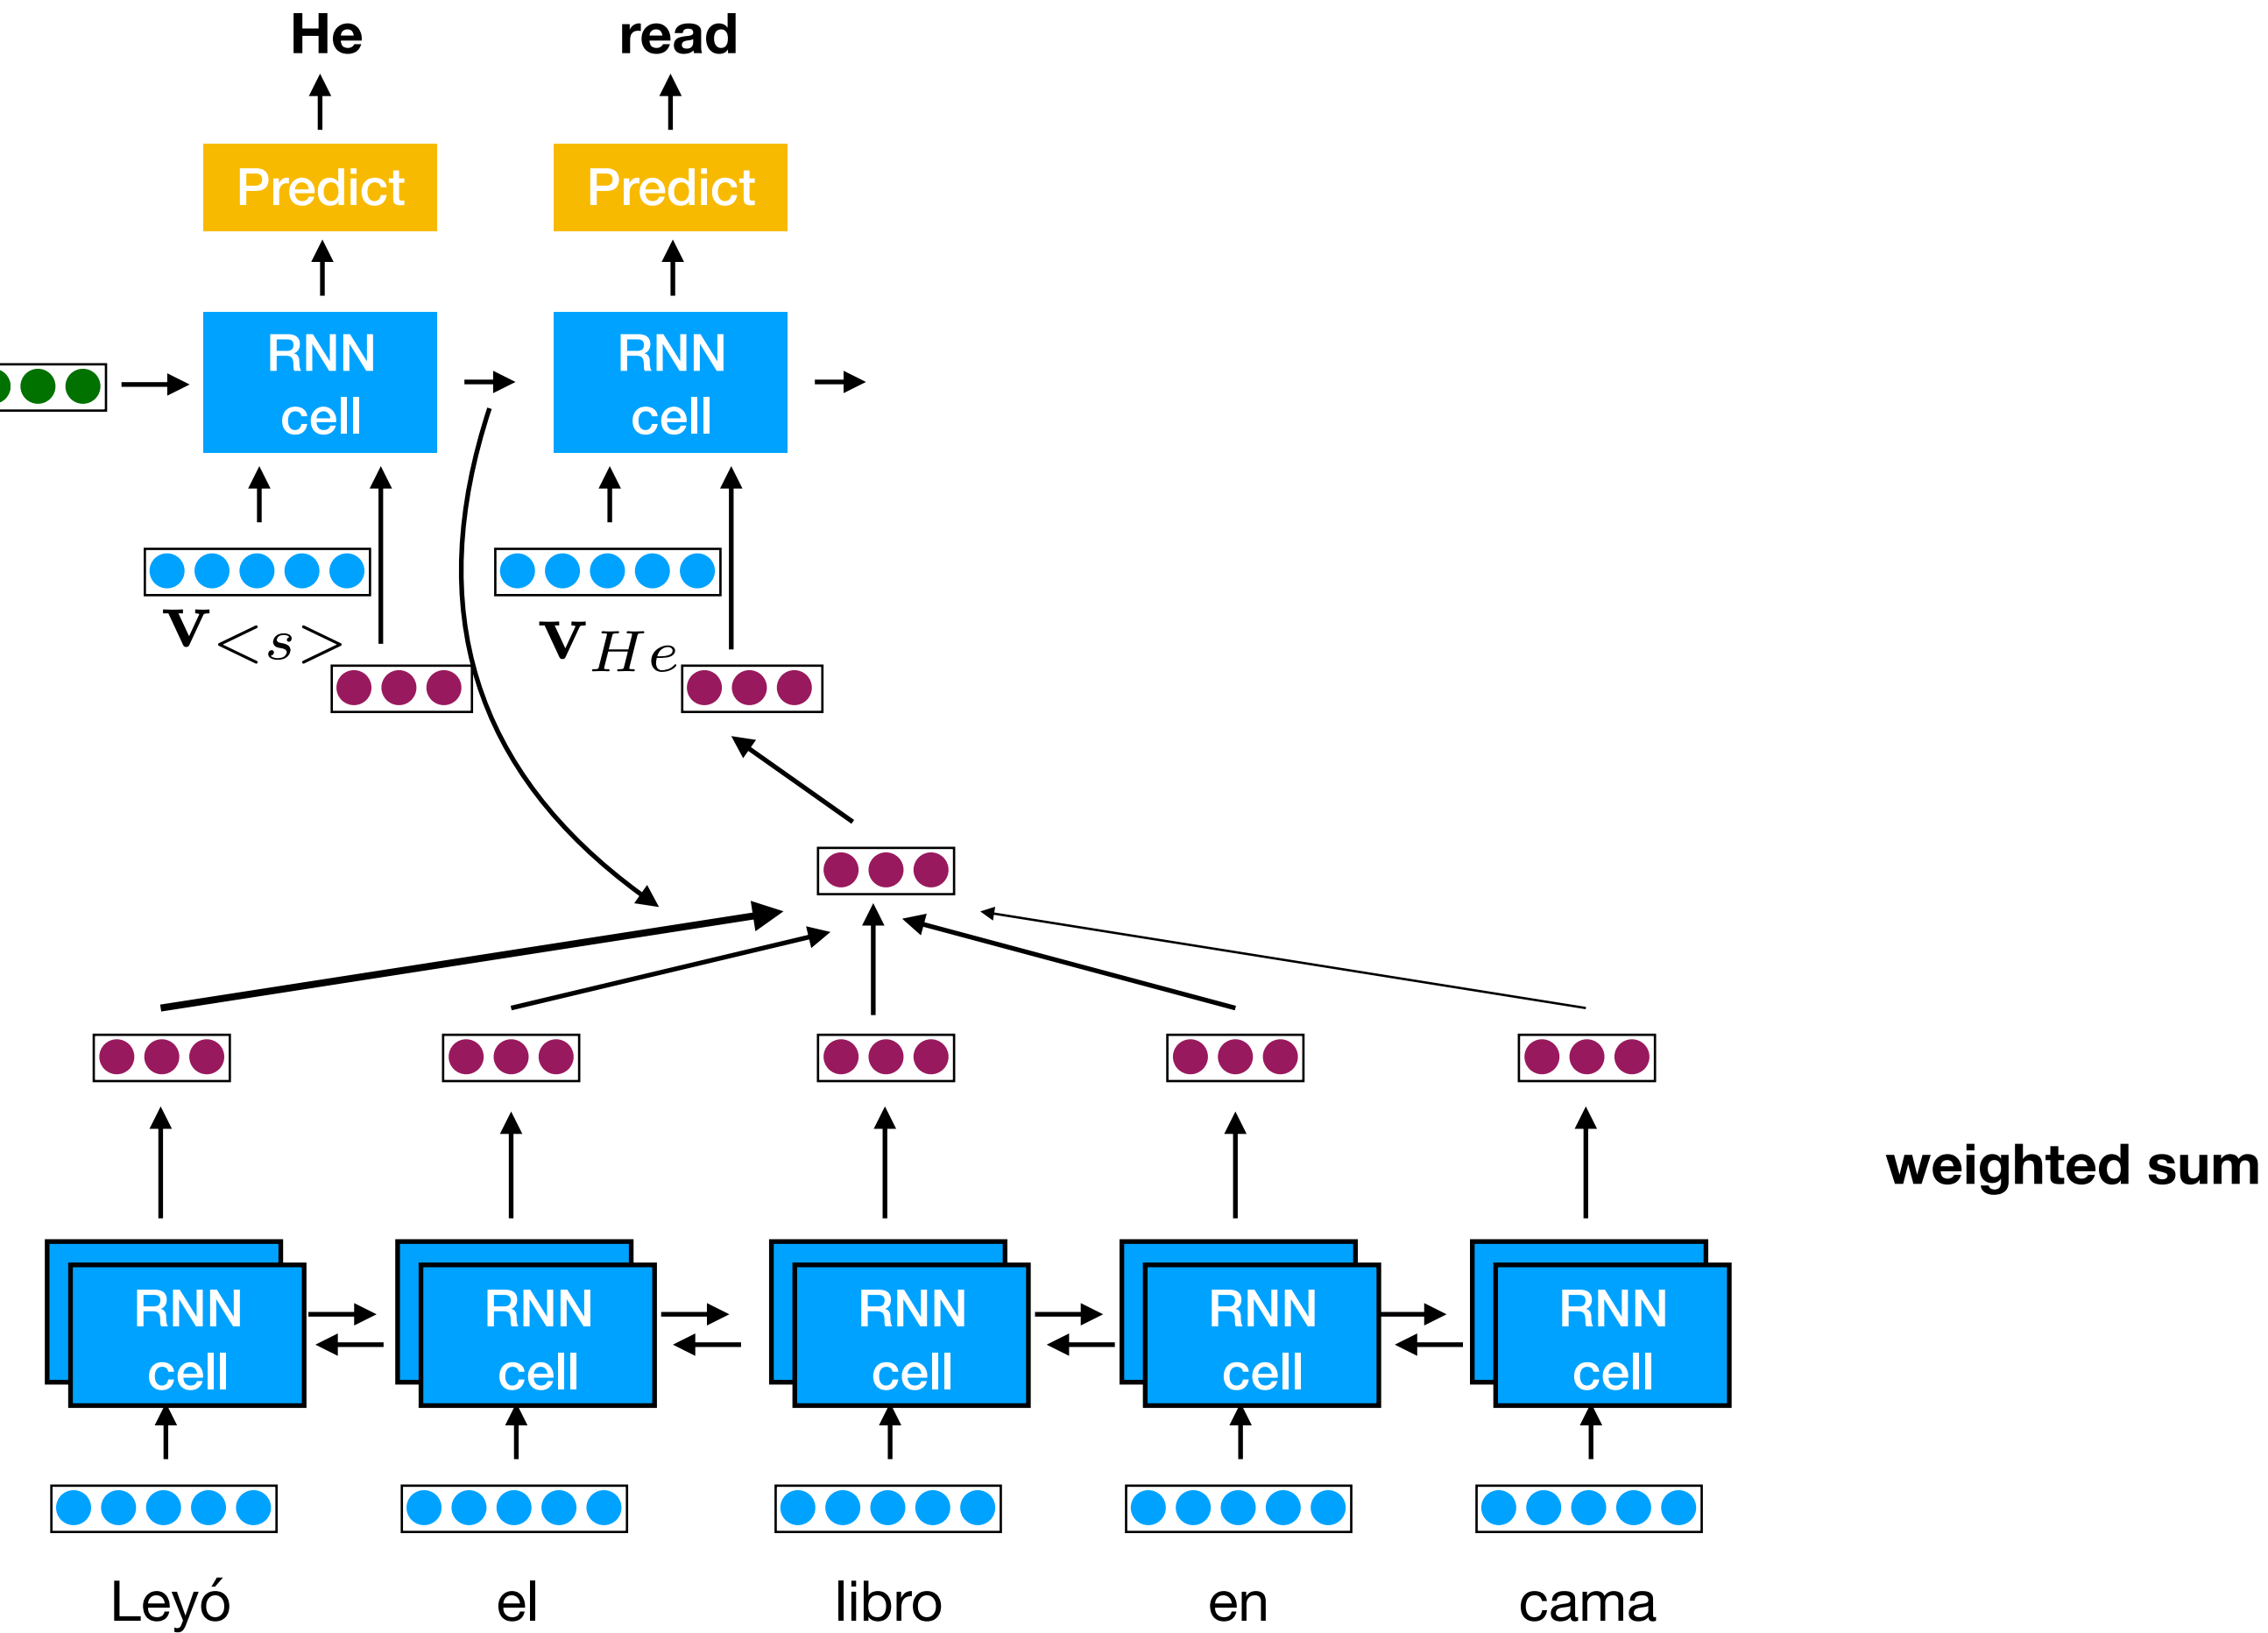 He read
Predict Predict
RNN cell RNN cell
v<s> vHe
weighted sum
RNN cell RNN cell RNN cell RNN cell RNN cell
Leyó el libro en cama